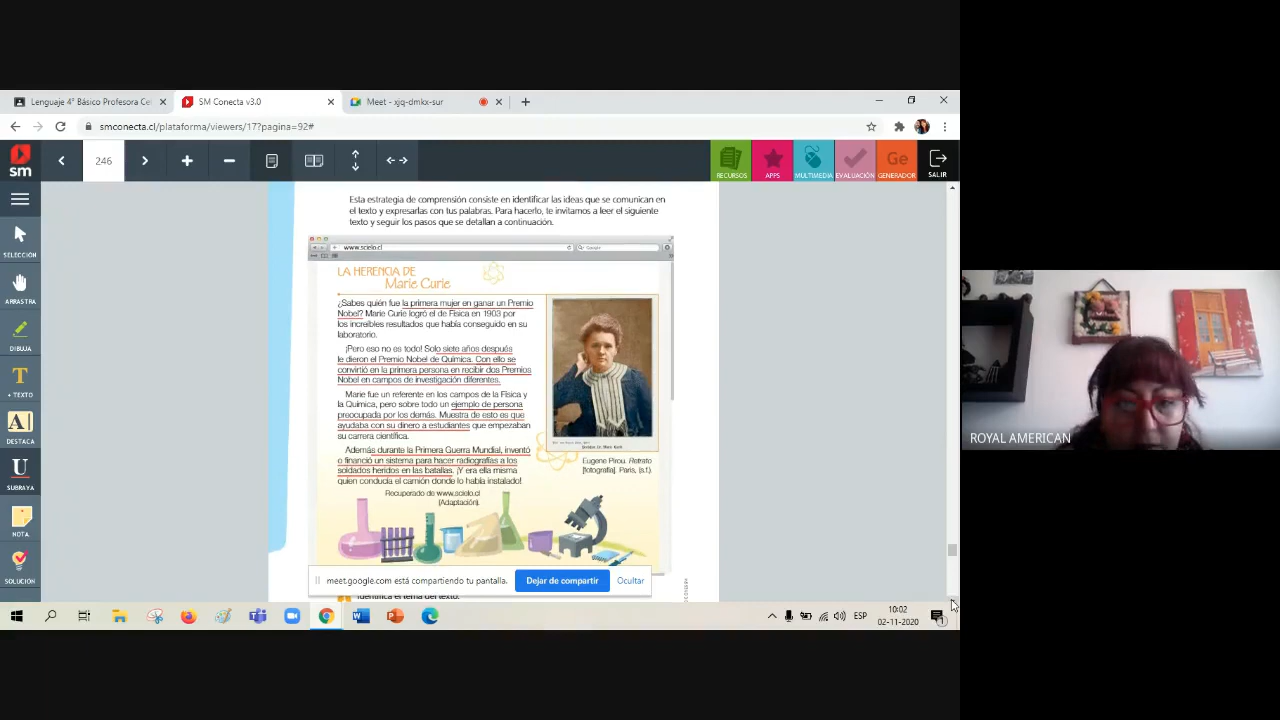 Lenguaje 4° Básico Profesora Ce
SM Conecta v3.0
Meet - xjq-dmkx-sur
smconecta.cl/plataforma/viewers/17?pagina=92#
sm
246
RECURSOS
APPS
MULTIMEDIA
EVALUACIÓN
Ge
GENERADOR
SALIR
SELECCIÓN
ARRASTRA
DIBUJA
T
+ TEXTO
A
DESTACA
U
SUBRAYA
NOTA
SOLUCIÓN
Esta estrategia de comprensión consiste en identificar las ideas que se comunican en
el texto y expresarlas con tus palabras. Para hacerlo, te invitamos a leer el siguiente
texto y seguir los pasos que se detallan a continuación.
www.scielo.cl
LA HERENCIA DE
Marie Curie
¿Sabes quién fue la primera mujer en ganar un Premio
Nobel? Marie Curie logró el de Física en 1903 por
los increíbles resultados que había conseguido en su
laboratorio.
¡Pero eso no es todo! Solo siete años después
le dieron el Premio Nobel de Química. Con ello se
convirtió en la primera persona en recibir dos Premios
Nobel en campos de investigación diferentes.
Marie fue un referente en los campos de la Física y
la Química, pero sobre todo un ejemplo de persona
preocupada por los demás. Muestra de esto es que
ayudaba con su dinero a estudiantes que empezaban
su carrera científica.
Además durante la Primera Guerra Mundial, inventó
o financió un sistema para hacer radiografías a los
soldados heridos en las batallas. ¡Y era ella misma
quien conducía el camión donde lo había instalado!
Recuperado de www.scielo.cl
(Adaptación).
Eugene Pirou. Retrato
[fotografía]. París, (s.f.).
meet.google.com está compartiendo tu pantalla.
Dejar de compartir
Ocultar
Identifica el tema del texto.
ESP
10:02
02-11-2020
1
ROYAL AMERICAN